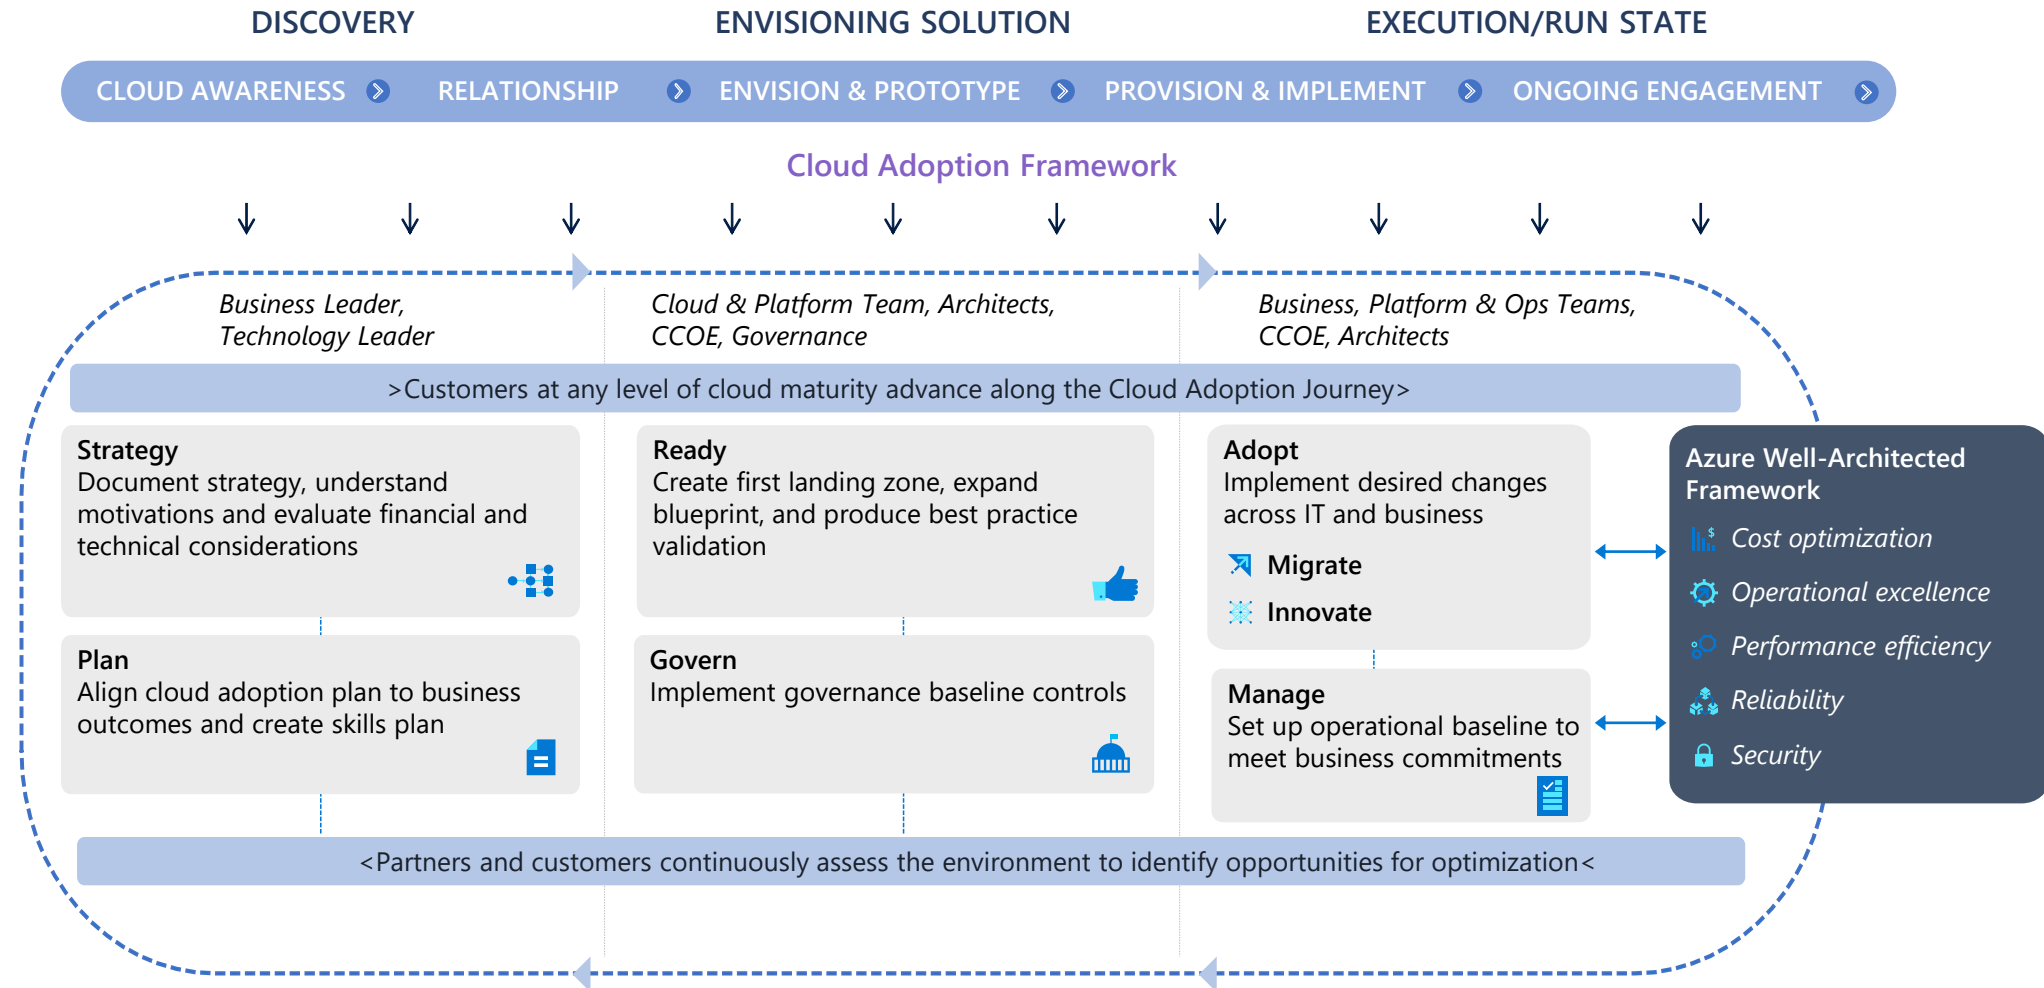 DISCOVERY
ENVISIONING SOLUTION
EXECUTION/RUN STATE
CLOUD AWARENESS
RELATIONSHIP
ENVISION & PROTOTYPE
PROVISION & IMPLEMENT
ONGOING ENGAGEMENT
Cloud Adoption Framework
Business Leader,
Technology Leader
Cloud & Platform Team, Architects,
CCOE, Governance
Business, Platform & Ops Teams,
CCOE, Architects
>Customers at any level of cloud maturity advance along the Cloud Adoption Journey>
Strategy
Document strategy, understand
motivations and evaluate financial and
technical considerations
Plan
Align cloud adoption plan to business
outcomes and create skills plan
Ready
Create first landing zone, expand
blueprint, and produce best practice
validation
Govern
Implement governance baseline controls
Adopt
Implement desired changes
across IT and business
Migrate
Innovate
Manage
Set up operational baseline to
meet business commitments
Azure Well-Architected
Framework
$
Cost optimization
Operational excellence
Performance efficiency
Reliability
Security
<Partners and customers continuously assess the environment to identify opportunities for optimization<